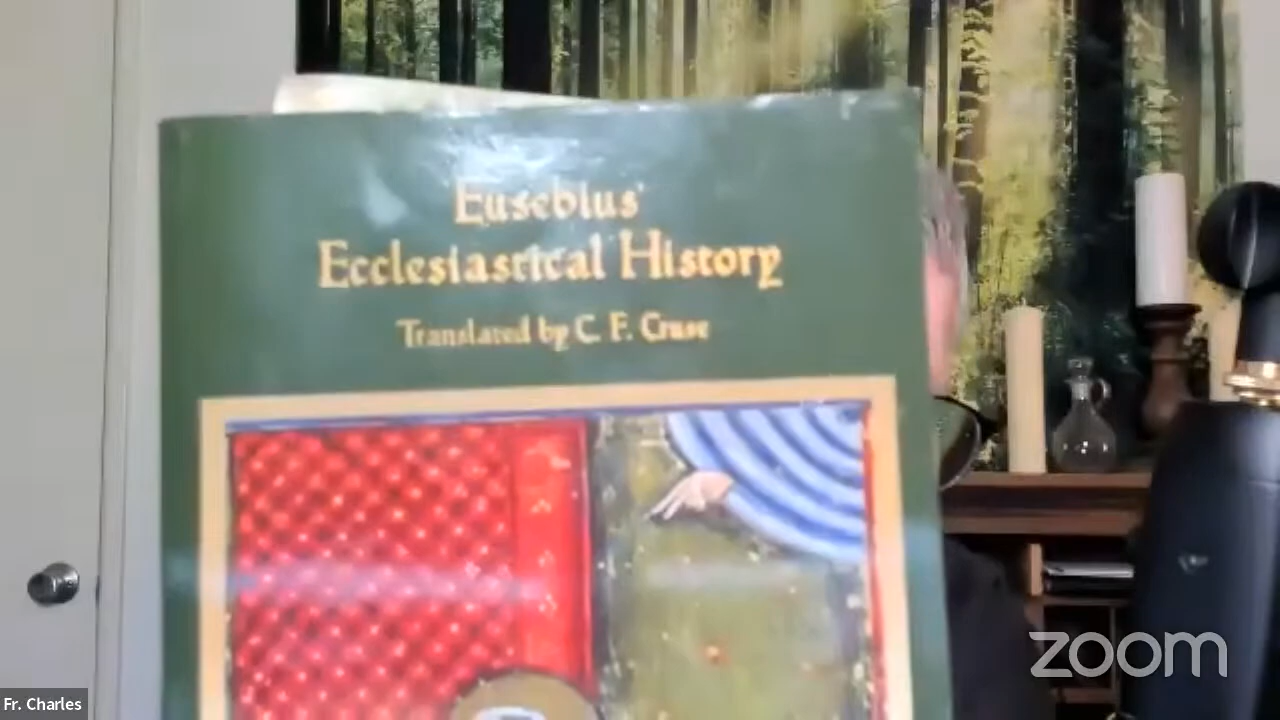 Eusebius'
Ecclesiastical History
Translated by C. F. Cruse
zoom
Fr. Charles